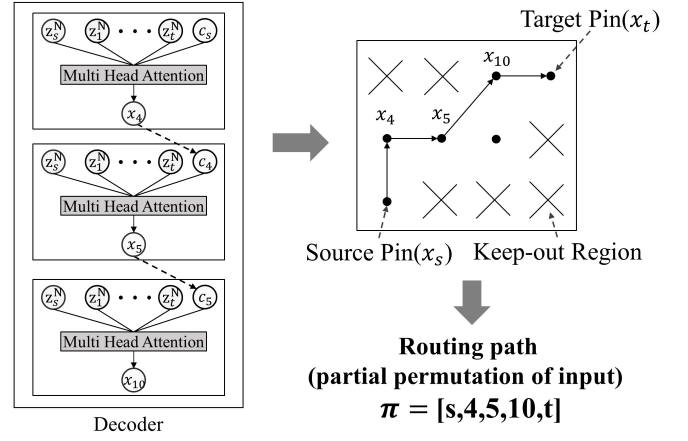 z_s^N z_1^N · · · z_t^N c_s
Multi Head Attention
x_4
z_s^N z_1^N · · · z_t^N c_4
Multi Head Attention
x_5
z_s^N z_1^N · · · z_t^N c_5
Multi Head Attention
x_10
Decoder
Target Pin(x_t)
x_10
x_4 x_5
Source Pin(x_s) Keep-out Region
Routing path
(partial permutation of input)
π = [s,4,5,10,t]